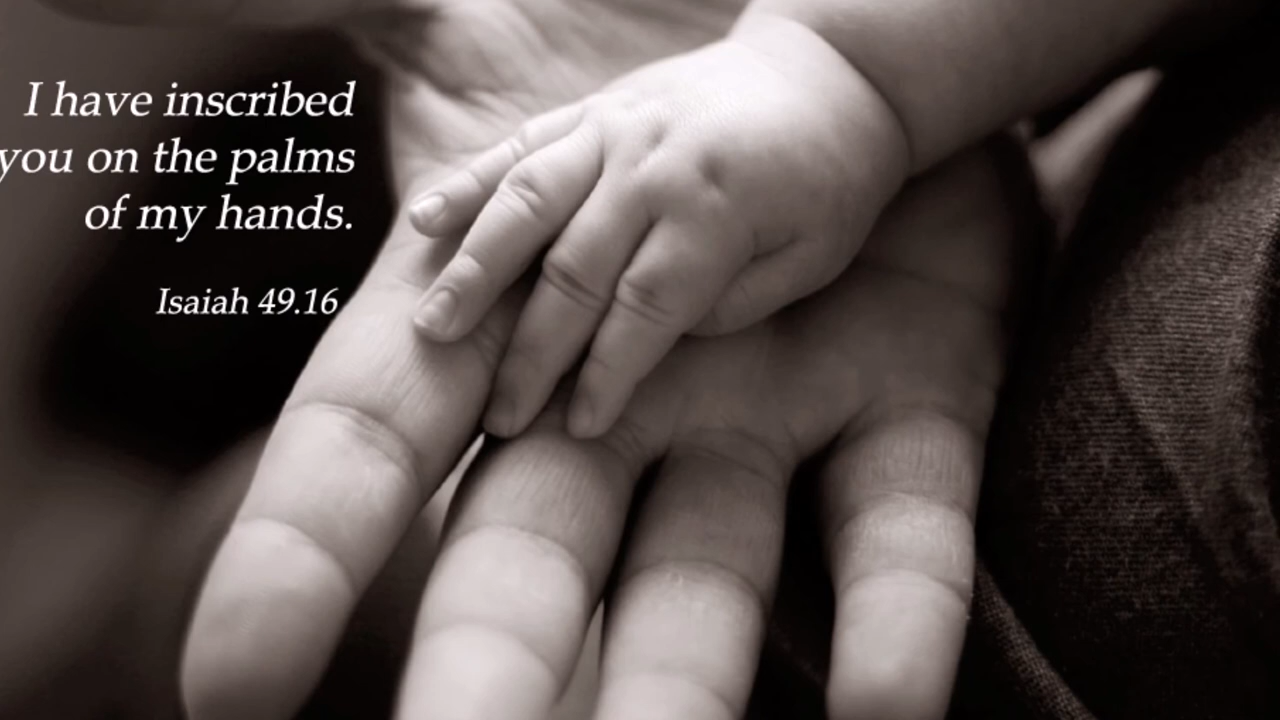 I have inscribed
you on the palms
of my hands.
Isaiah 49.16